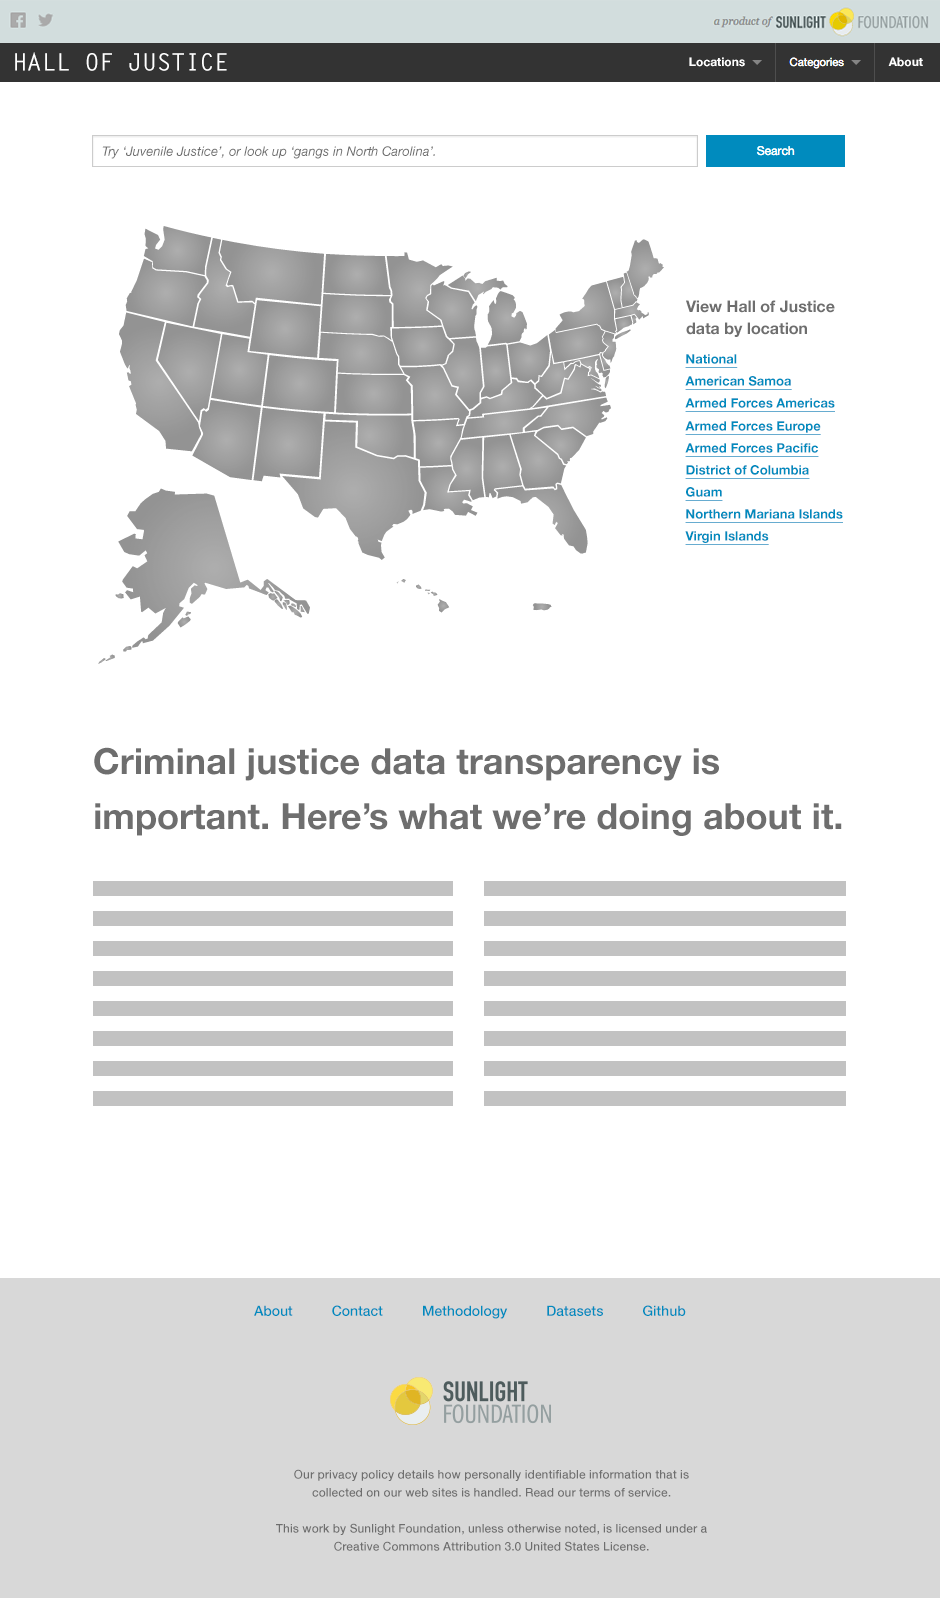 a product of SUNLIGHT FOUNDATION
HALL OF JUSTICE
Locations
Categories
About
Try ‘Juvenile Justice’, or look up ‘gangs in North Carolina’.
Search
View Hall of Justice
data by location
National
American Samoa
Armed Forces Americas
Armed Forces Europe
Armed Forces Pacific
District of Columbia
Guam
Northern Mariana Islands
Virgin Islands
Criminal justice data transparency is
important. Here’s what we’re doing about it.
About
Contact
Methodology
Datasets
Github
SUNLIGHT
FOUNDATION
Our privacy policy details how personally identifiable information that is
collected on our web sites is handled. Read our terms of service.
This work by Sunlight Foundation, unless otherwise noted, is licensed under a
Creative Commons Attribution 3.0 United States License.